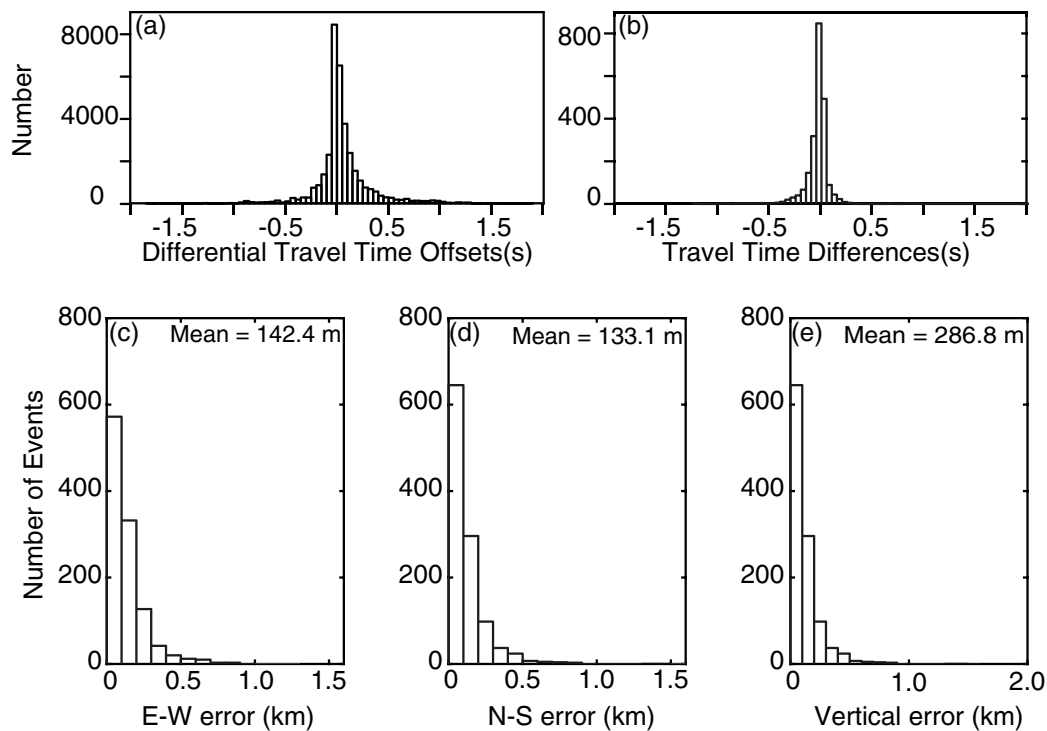 (a)
8000
4000
0
Number
-1.5
-0.5
0.5
1.5
Differential Travel Time Offsets(s)
(b)
800
400
0
-1.5
-0.5
0.5
1.5
Travel Time Differences(s)
(c)
Mean = 142.4 m
800
600
400
200
0
Number of Events
0
0.5
1.0
1.5
E-W error (km)
(d)
Mean = 133.1 m
800
600
400
200
0
0
0.5
1.0
1.5
N-S error (km)
(e)
Mean = 286.8 m
800
600
400
200
0
0
1.0
2.0
Vertical error (km)